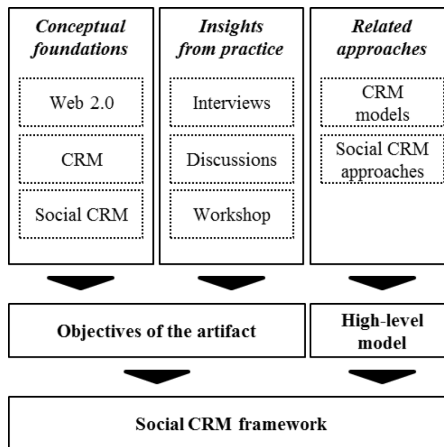 Conceptual
foundations
Web 2.0
CRM
Social CRM
Insights
from practice
Interviews
Discussions
Workshop
Related
approaches
CRM
models
Social CRM
approaches
Objectives of the artifact
High-level
model
Social CRM framework